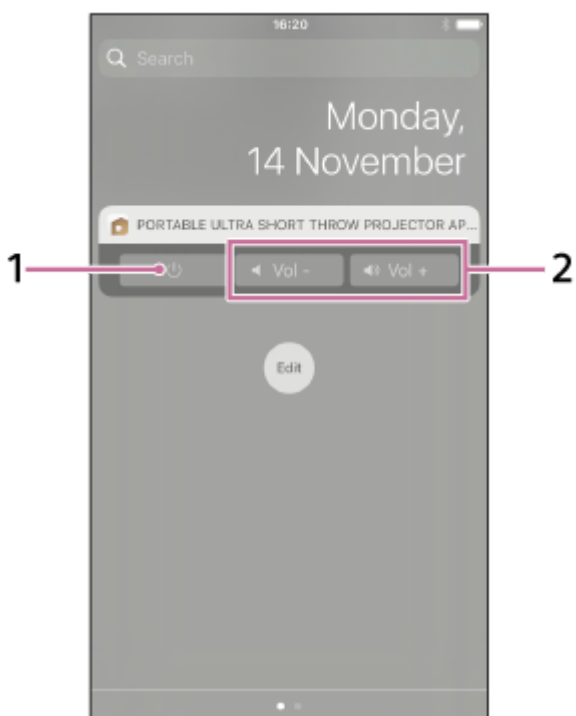 16:20
Search
Monday,
14 November
PORTABLE ULTRA SHORT THROW PROJECTOR AP...
1
Vol -
Vol +
2
Edit